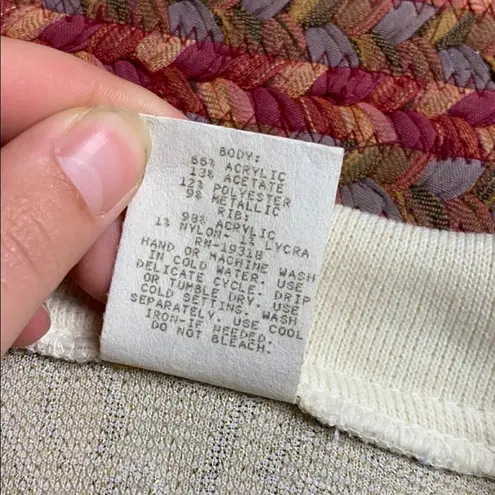 BODY:
66% ACRYLIC
13% ACETATE
12% POLYESTER
9% METALLIC
RIB:
98% ACRYLIC
1% NYLON- 1% LYCRA
RN-19318
HAND OR MACHINE WASH
IN COLD WATER. USE
DELICATE CYCLE. DRIP
OR TUMBLE DRY. USE
COLD SETTING. WASH
SEPARATELY. USE COOL
IRON-IF NEEDED.
DO NOT BLEACH.